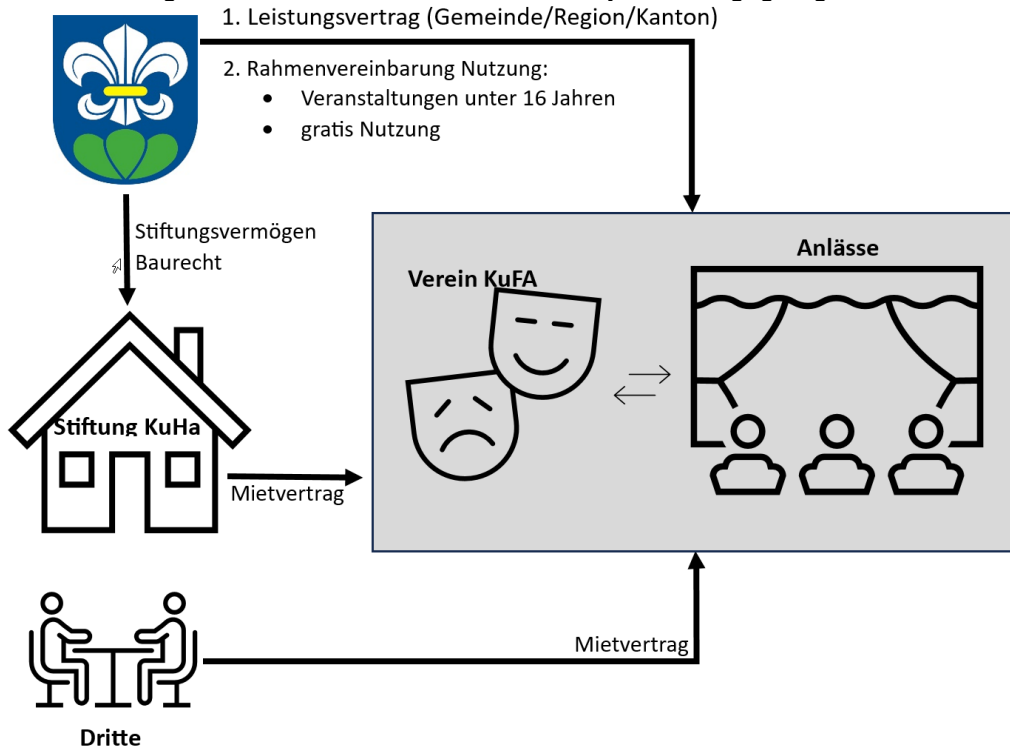 1. Leistungsvertrag (Gemeinde/Region/Kanton)
2. Rahmenvereinbarung Nutzung:
• Veranstaltungen unter 16 Jahren
• gratis Nutzung
Stiftungsvermögen
Baurecht
Anlässe
Verein KuFA
Stiftung KuHa
Mietvertrag
Mietvertrag
Dritte